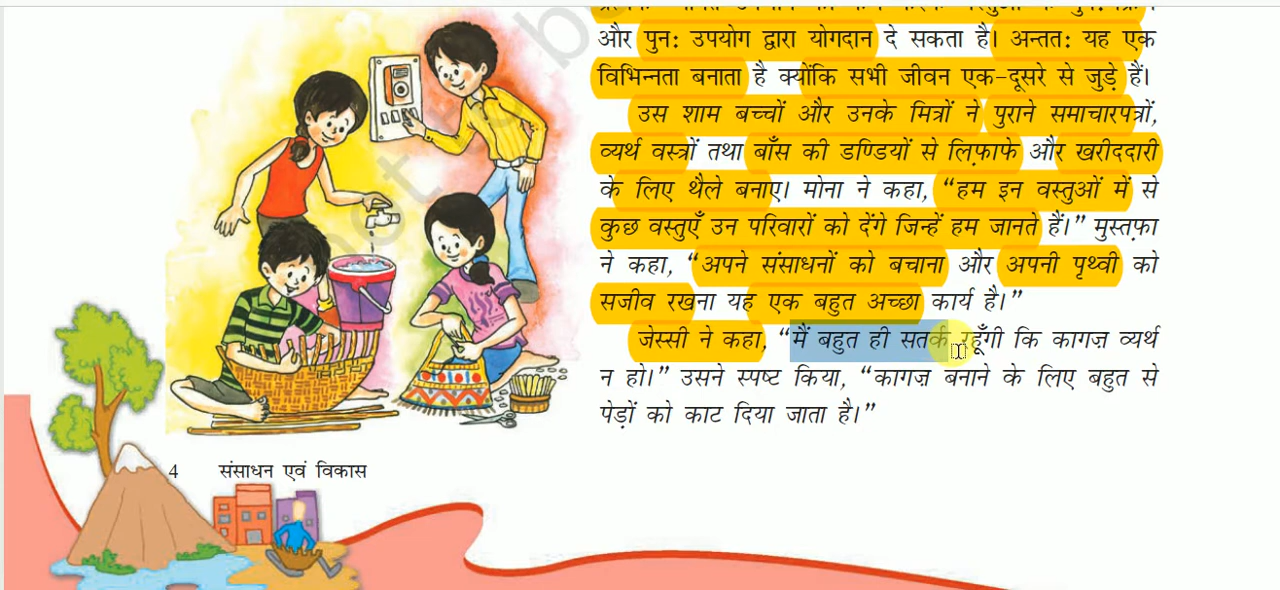 और पुन: उपयोग द्वारा योगदान दे सकता है। अन्तत: यह एक
विभिन्नता बनाता है क्योंकि सभी जीवन एक-दूसरे से जुड़े हैं।
उस शाम बच्चों और उनके मित्रों ने पुराने समाचारपत्रों,
व्यर्थ वस्त्रों तथा बाँस की डण्डियों से लिफ़ाफे और खरीददारी
के लिए थैले बनाए। मोना ने कहा, “हम इन वस्तुओं में से
कुछ वस्तुएँ उन परिवारों को देंगे जिन्हें हम जानते हैं।” मुस्तफ़ा
ने कहा, “अपने संसाधनों को बचाना और अपनी पृथ्वी को
सजीव रखना यह एक बहुत अच्छा कार्य है।”
जेस्सी ने कहा, “मैं बहुत ही सतर्क रहूँगी कि कागज़ व्यर्थ
न हो।” उसने स्पष्ट किया, “कागज़ बनाने के लिए बहुत से
पेड़ों को काट दिया जाता है।”
4 संसाधन एवं विकास